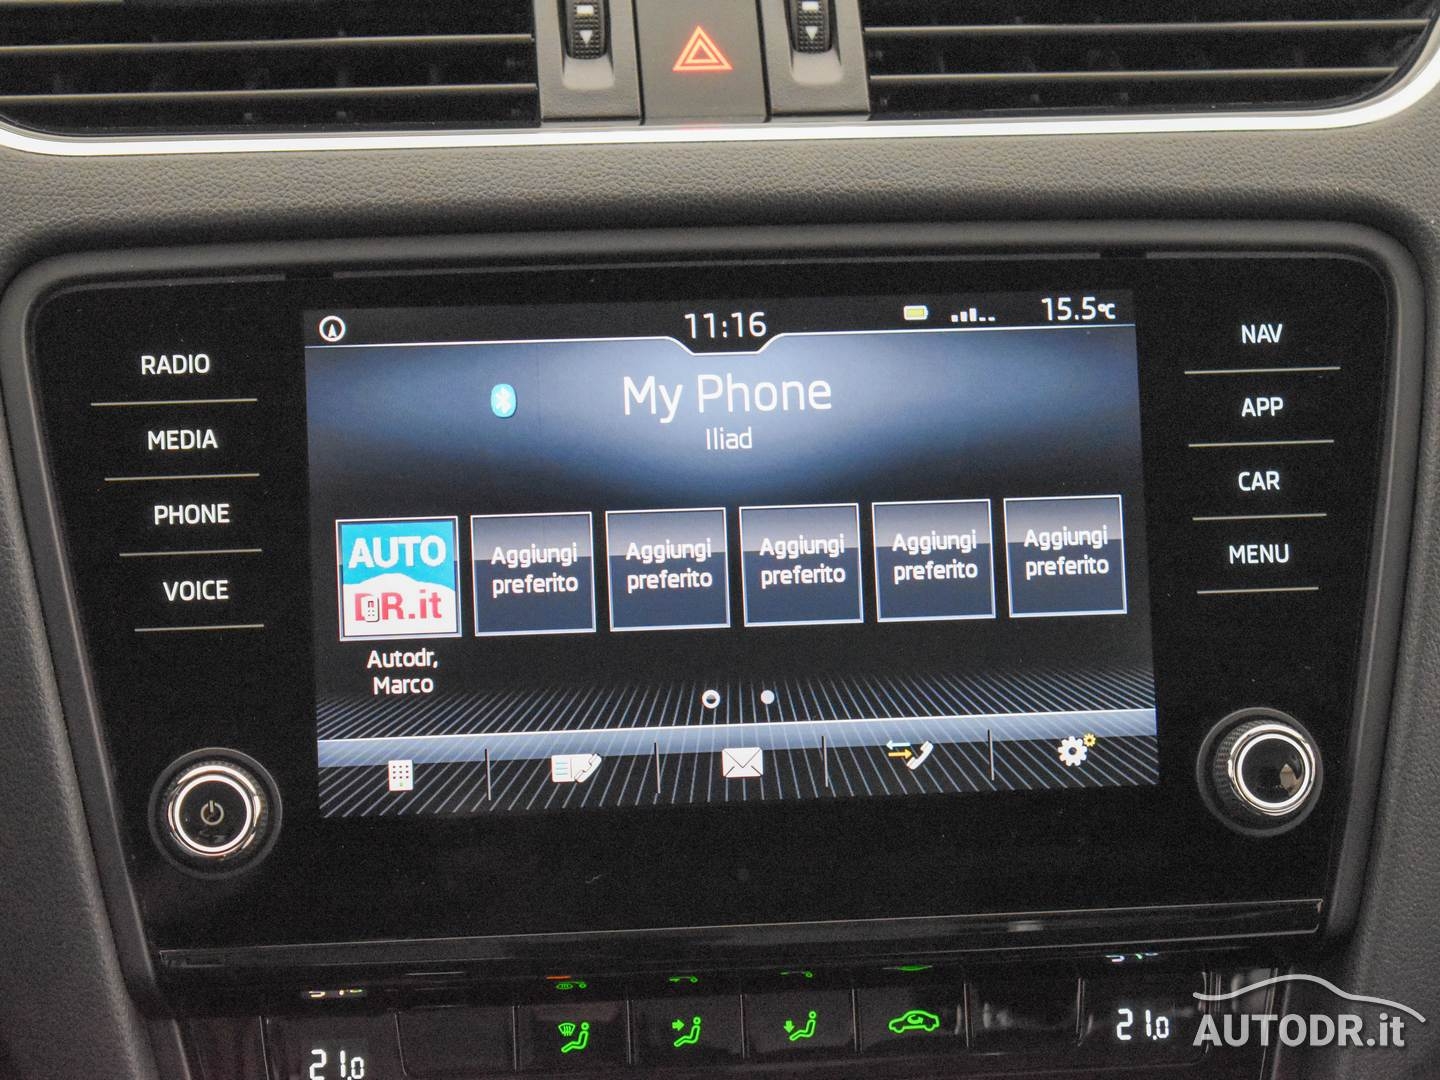 11:16
15.5°C
RADIO
MEDIA
PHONE
VOICE
My Phone
Iliad
AUTO
DR.it
Autodr,
Marco
Aggiungi
preferito
Aggiungi
preferito
Aggiungi
preferito
Aggiungi
preferito
Aggiungi
preferito
NAV
APP
CAR
MENU
21.0
21.0
AUTODR.it